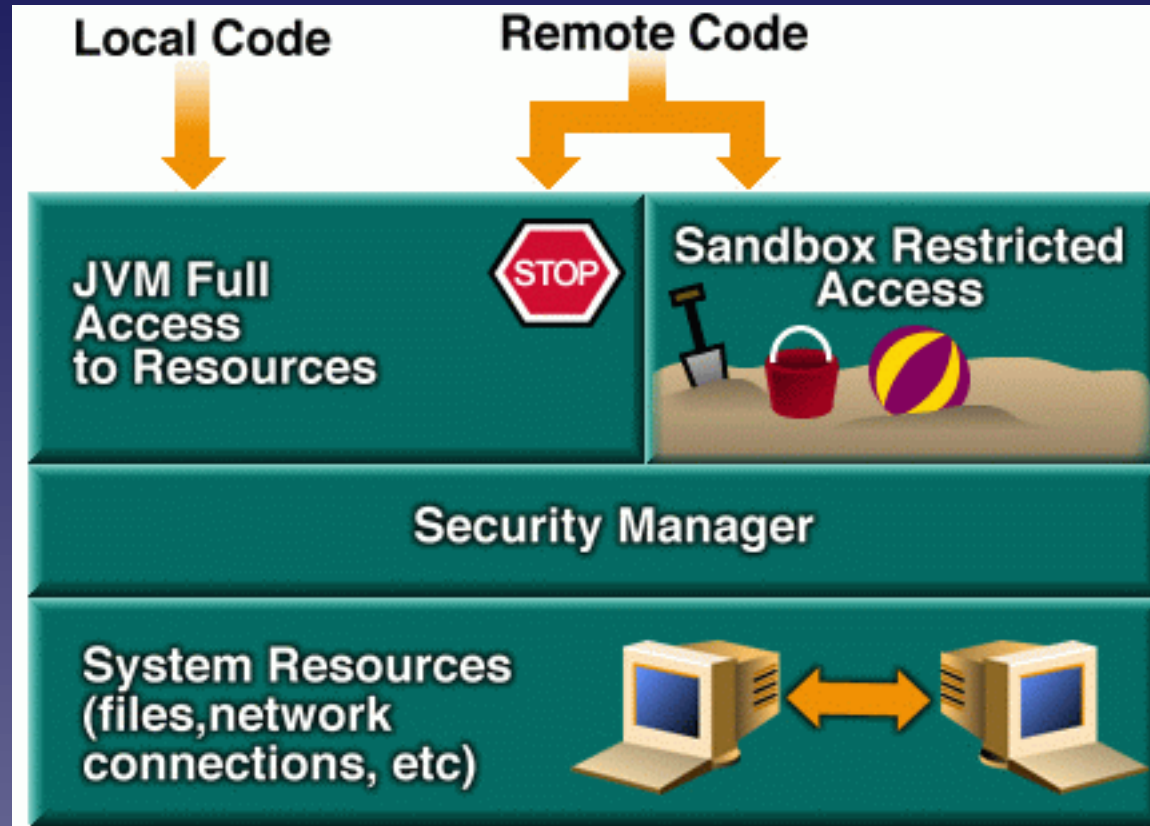 Local Code
Remote Code
JVM Full
Access
to Resources
STOP
Sandbox Restricted
Access
Security Manager
System Resources
(files,network
connections, etc)